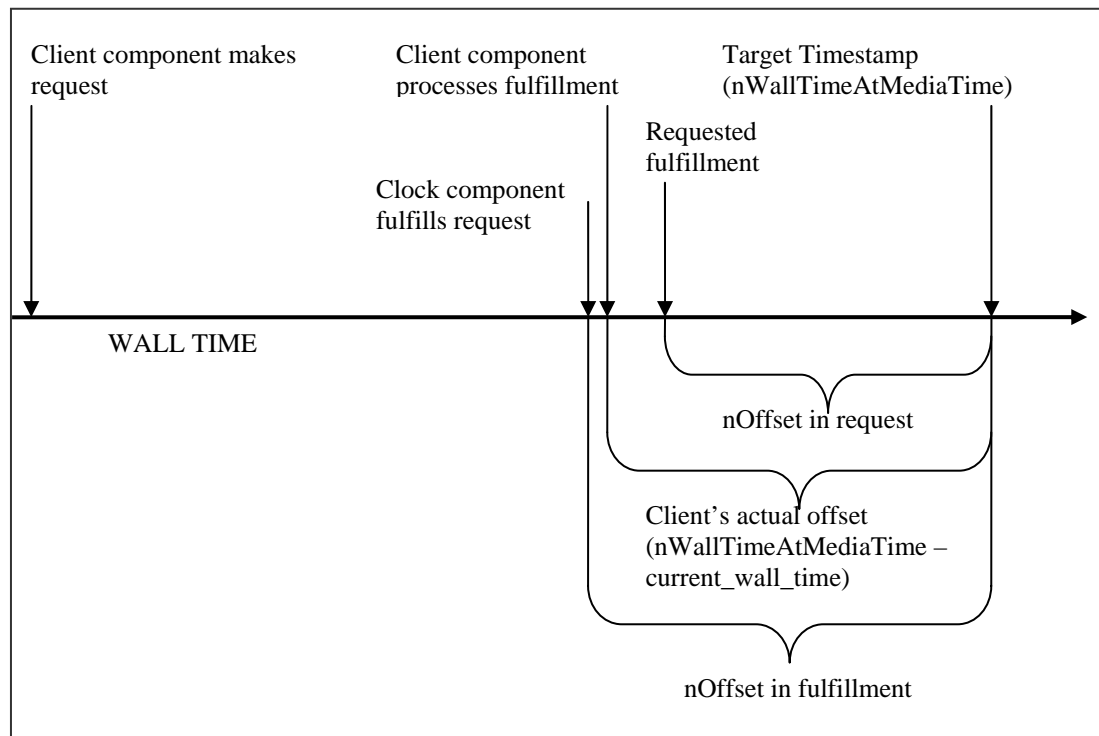 Client component makes
request
Client component
processes fulfillment
Target Timestamp
(nWallTimeAtMediaTime)
Requested
fulfillment
Clock component
fulfills request
WALL TIME
nOffset in request
Client’s actual offset
(nWallTimeAtMediaTime –
current_wall_time)
nOffset in fulfillment